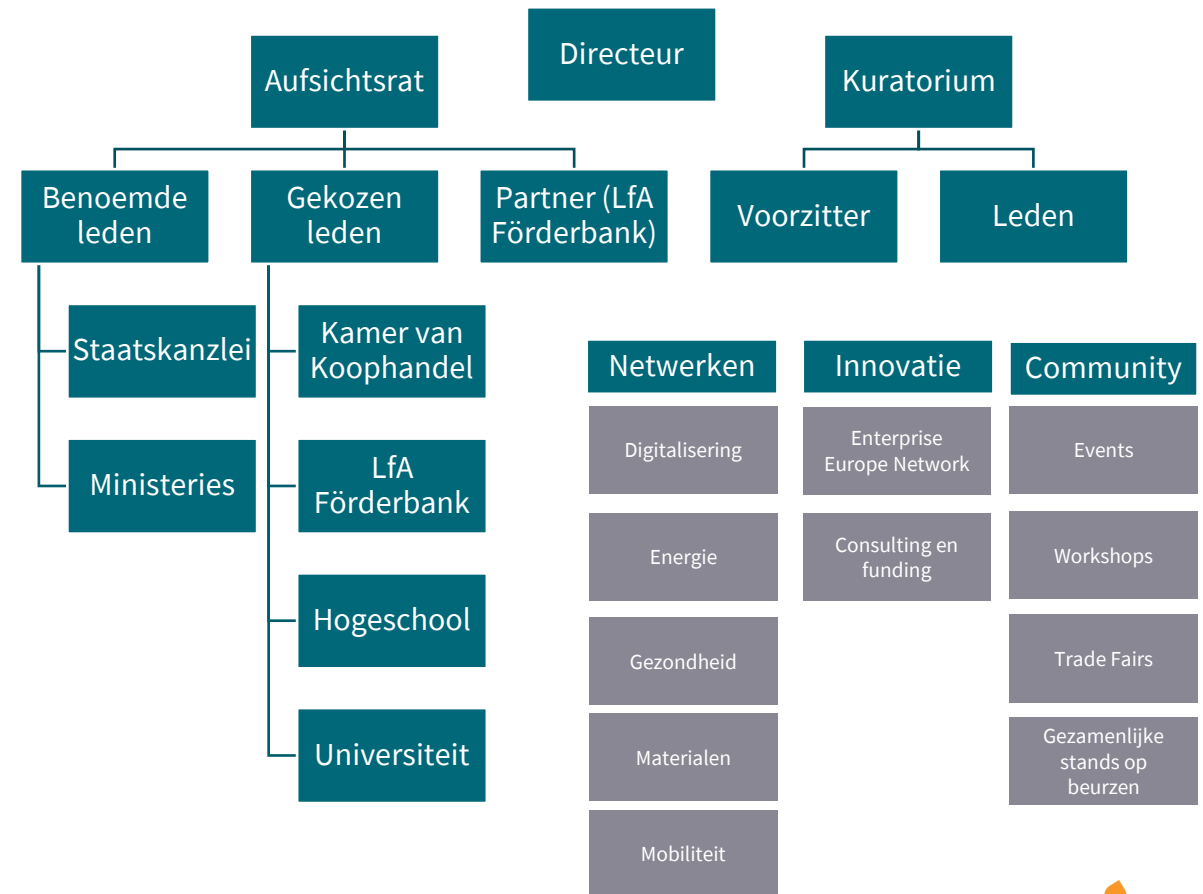 Directeur
Aufsichtsrat
Kuratorium
Benoemde
leden
Gekozen
leden
Partner (LfA
Förderbank)
Voorzitter
Leden
Staatskanzlei
Ministeries
Kamer van
Koophandel
LfA
Förderbank
Hogeschool
Universiteit
Netwerken
Digitalisering
Energie
Gezondheid
Materialen
Mobiliteit
Innovatie
Enterprise
Europe Network
Consulting en
funding
Community
Events
Workshops
Trade Fairs
Gezamenlijke
stands op
beurzen